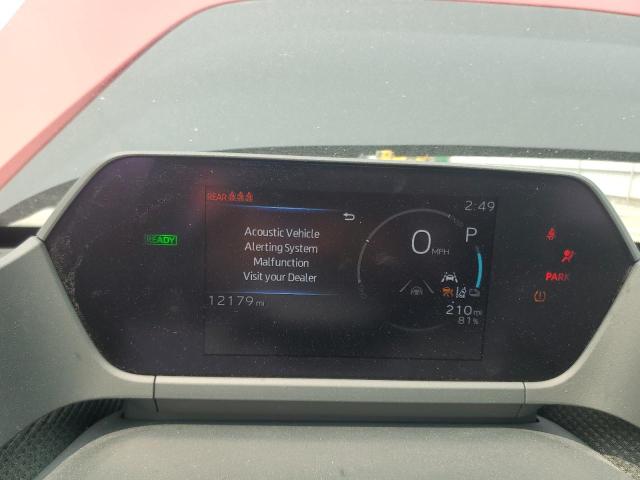 REAR
2:49
READY
Acoustic Vehicle
Alerting System
Malfunction
Visit your Dealer
0 MPH
P
PARK
12179 mi
210 mi
81%